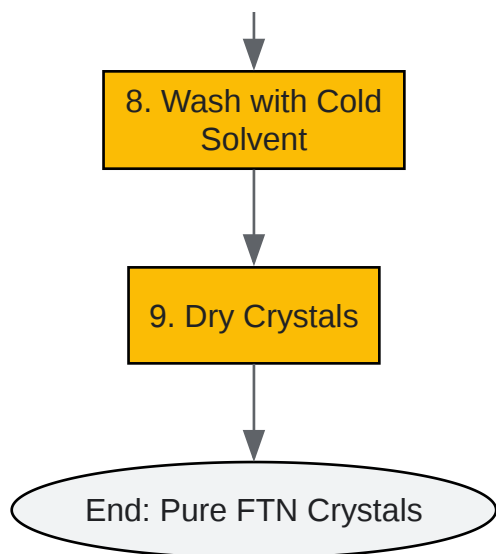 8. Wash with Cold
Solvent
9. Dry Crystals
End: Pure FTN Crystals